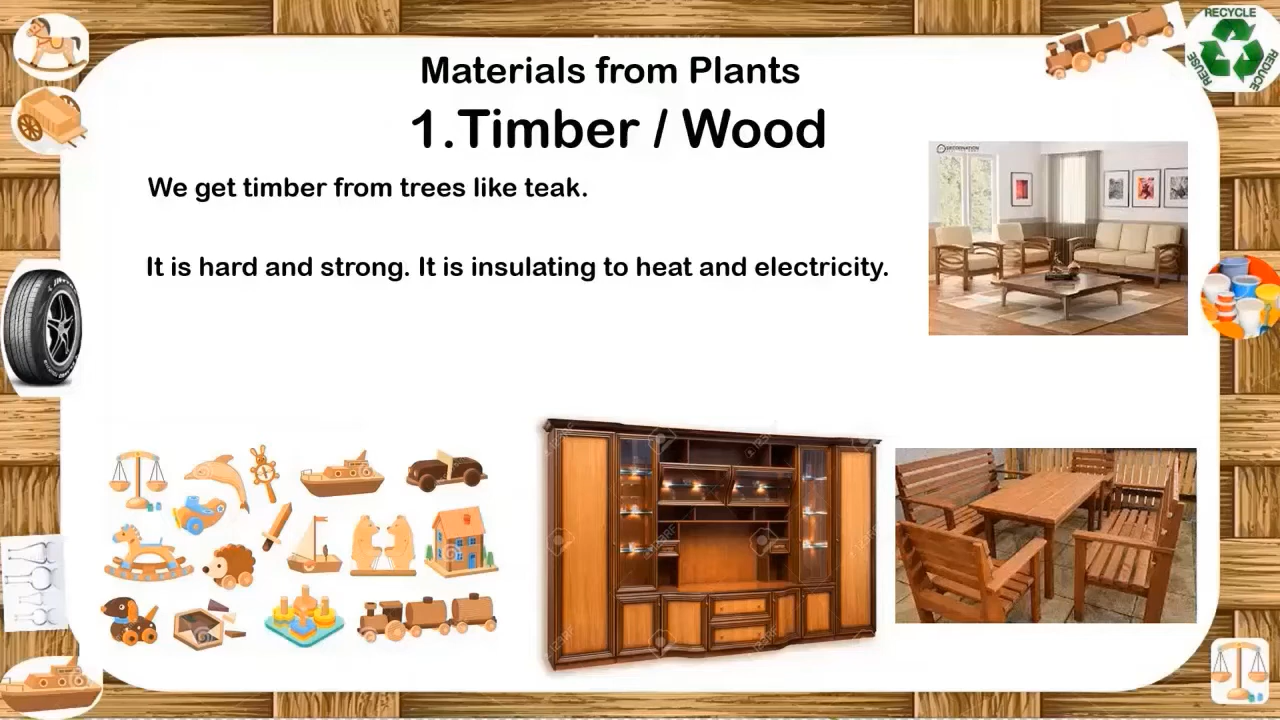 RECYCLE
REUSE
REDUCE
Materials from Plants
1.Timber / Wood
We get timber from trees like teak.
It is hard and strong. It is insulating to heat and electricity.